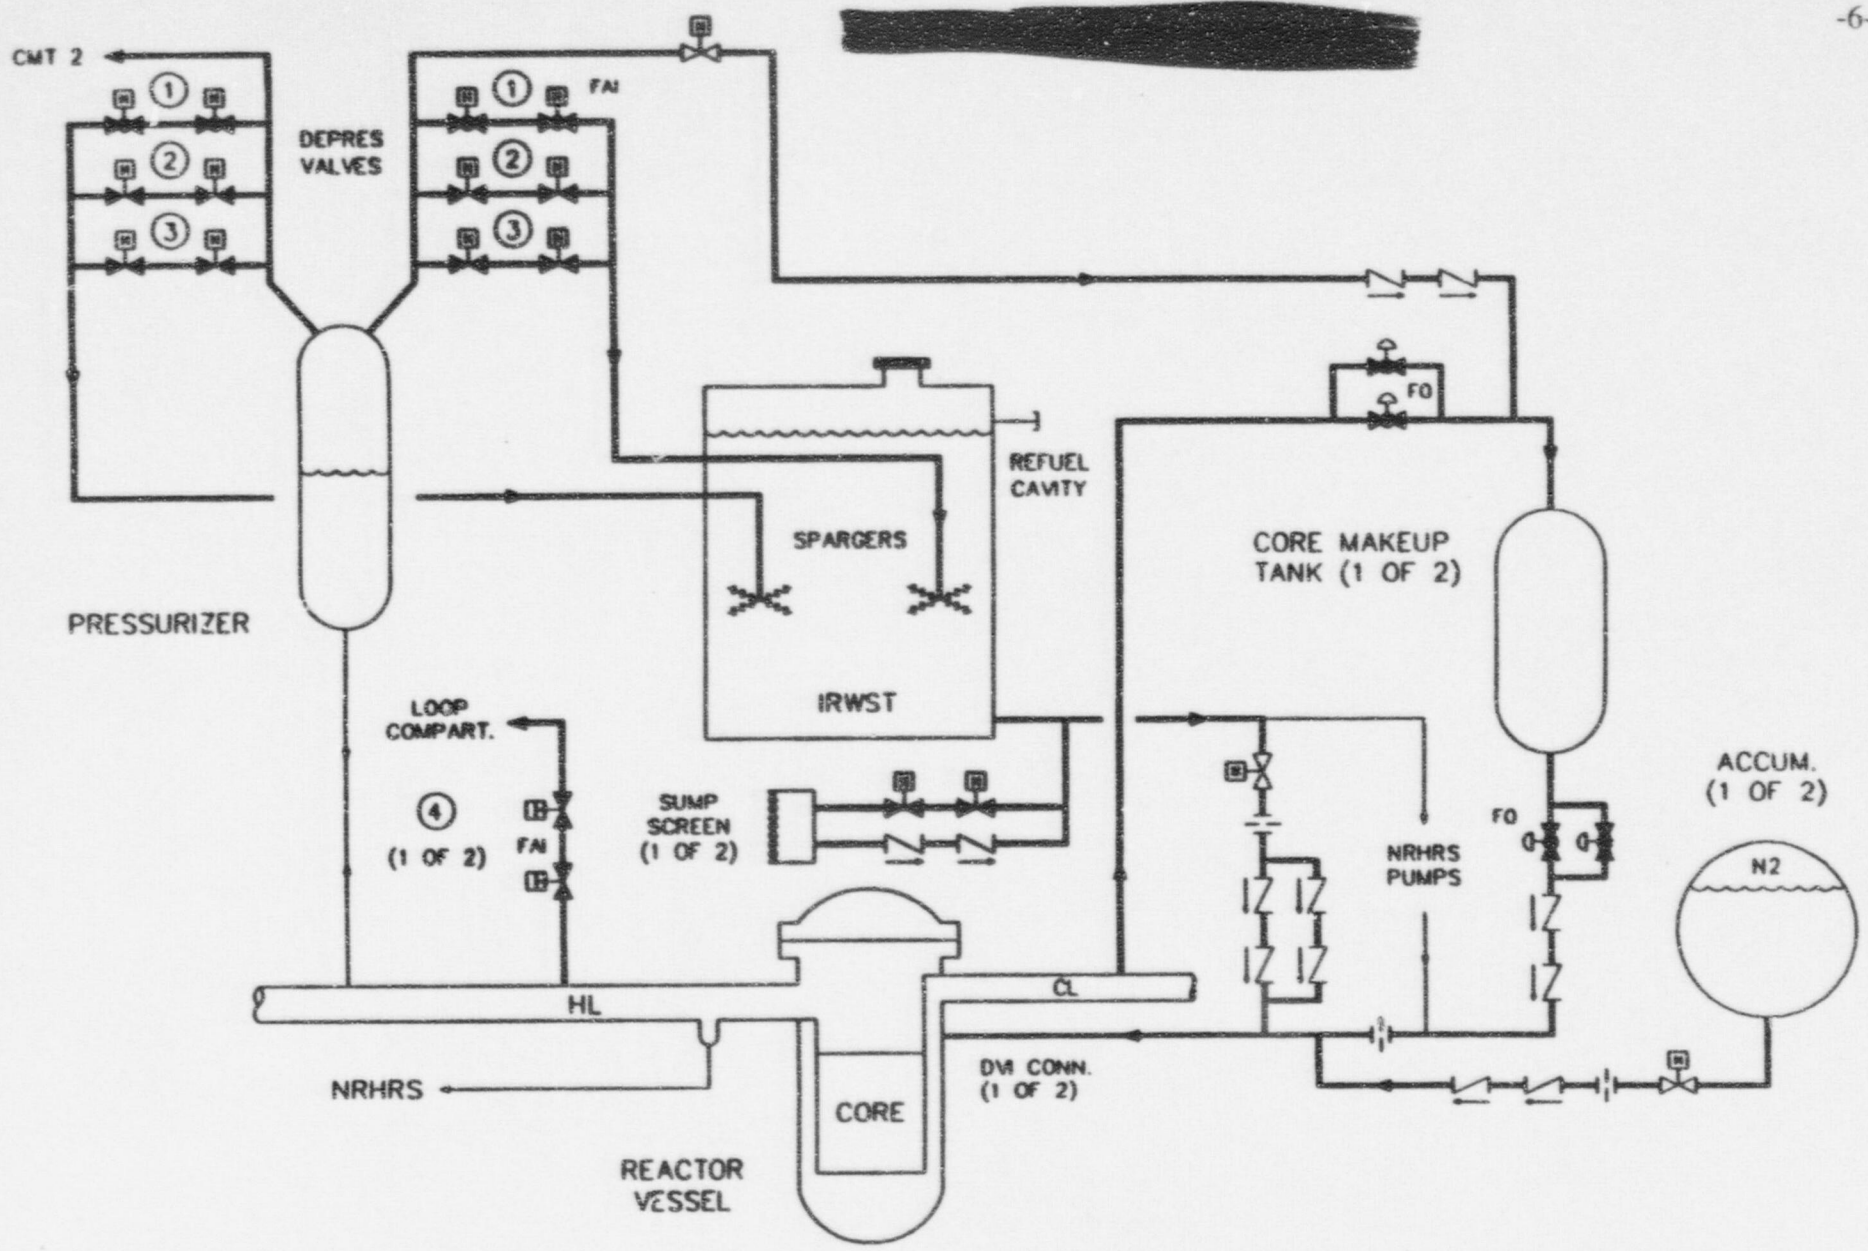 -6-
CMT 2
1
1
FAI
DEPRES
VALVES
2
2
3
3
FO
REFUEL
CAVITY
SPARGERS
CORE MAKEUP
TANK (1 OF 2)
PRESSURIZER
IRWST
LOOP
COMPART.
4
(1 OF 2)
FAI
SUMP
SCREEN
(1 OF 2)
ACCUM.
(1 OF 2)
FO
NRHRS
PUMPS
N2
HL
CL
DVI CONN.
(1 OF 2)
NRHRS
CORE
REACTOR
VESSEL